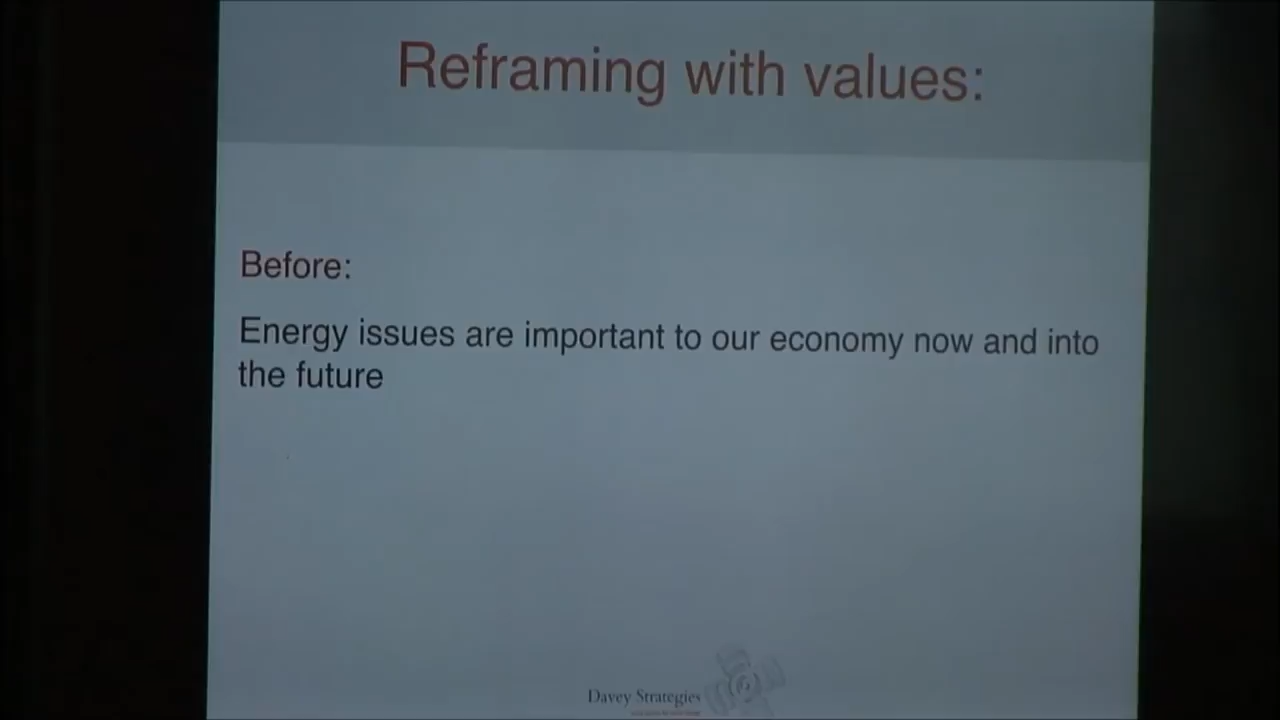 Reframing with values:
Before:
Energy issues are important to our economy now and into
the future
Davey Strategies